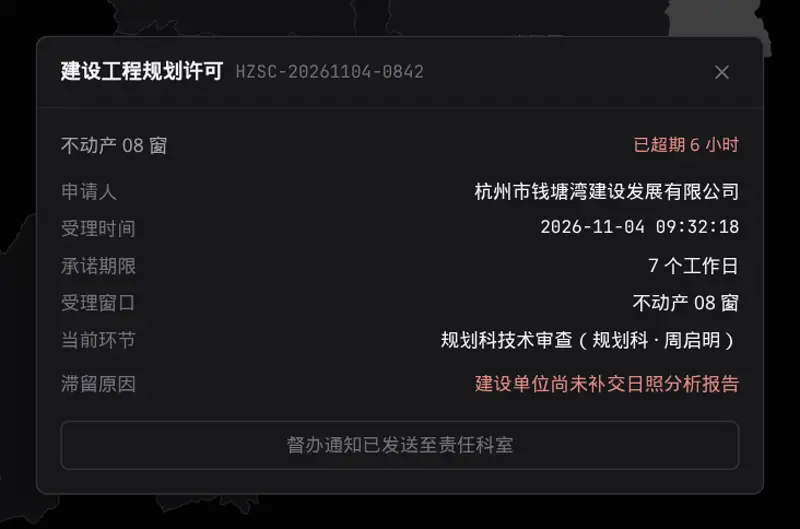 建设工程规划许可 HZSC-20261104-0842
不动产 08 窗 已超期 6 小时
申请人 杭州市钱塘湾建设发展有限公司
受理时间 2026-11-04 09:32:18
承诺期限 7 个工作日
受理窗口 不动产 08 窗
当前环节 规划科技术审查（规划科·周启明）
滞留原因 建设单位尚未补交日照分析报告
督办通知已发送至责任科室